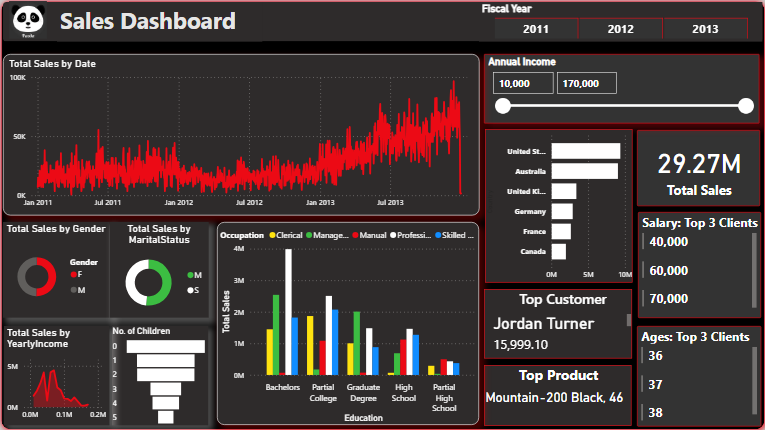 Sales Dashboard
Fiscal Year
2011 2012 2013
Total Sales by Date
100K
50K
0K
Jan 2011 Jul 2011 Jan 2012 Jul 2012 Jan 2013 Jul 2013
Annual Income
10,000 170,000
United St...
Australia
United Ki...
Germany
France
Canada
0M 5M 10M
29.27M
Total Sales
Salary: Top 3 Clients
40,000
60,000
70,000
Total Sales by Gender
Gender
F
M
Total Sales by
MaritalStatus
M
S
Occupation Clerical Manage... Manual Professi... Skilled ...
Total Sales
4M
3M
2M
1M
0M
Bachelors Partial College Graduate Degree High School Partial High School
Education
Top Customer
Jordan Turner
15,999.10
Top Product
Mountain-200 Black, 46
Ages: Top 3 Clients
36
37
38
Total Sales by
YearlyIncome
5M
0M
0.0M 0.1M 0.2M
No. of Children
0
1
2
3
4
5